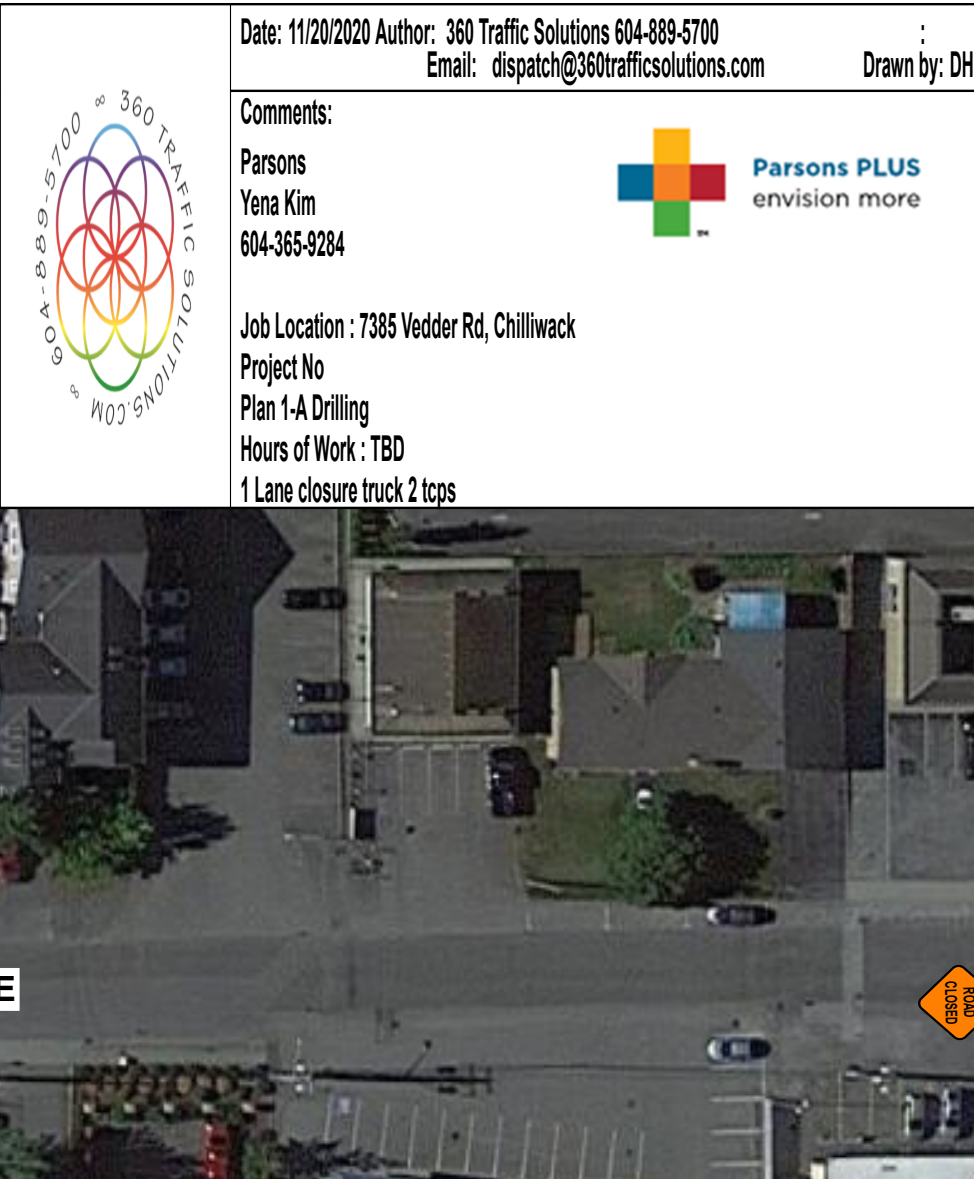 Date: 11/20/2020 Author: 360 Traffic Solutions 604-889-5700 :
Email: dispatch@360trafficsolutions.com Drawn by: DH
360 TRAFFIC SOLUTIONS.COM ∞ 604-889-5700 ∞
Comments:
Parsons
Yena Kim
604-365-9284
Parsons PLUS
envision more
SM
Job Location : 7385 Vedder Rd, Chilliwack
Project No
Plan 1-A Drilling
Hours of Work : TBD
1 Lane closure truck 2 tcps
E
ROAD
CLOSED